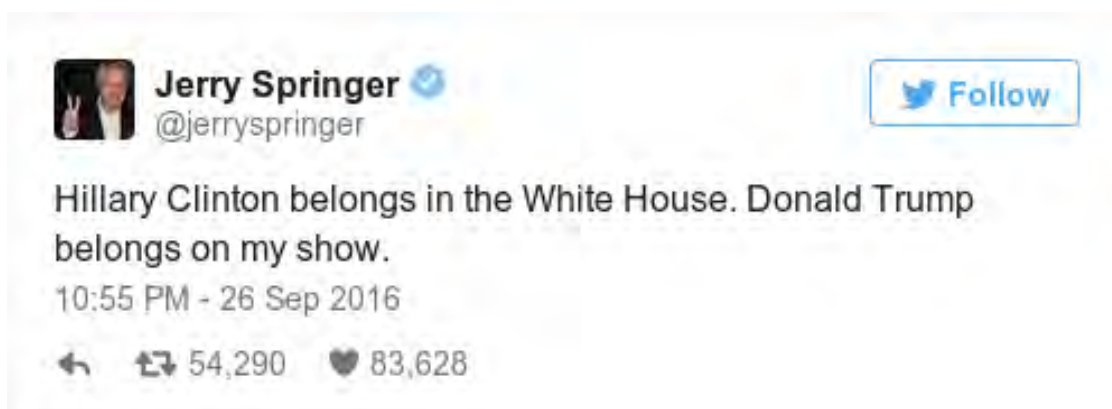 Jerry Springer
@jerryspringer
Follow
Hillary Clinton belongs in the White House. Donald Trump
belongs on my show.
10:55 PM - 26 Sep 2016
54,290 83,628